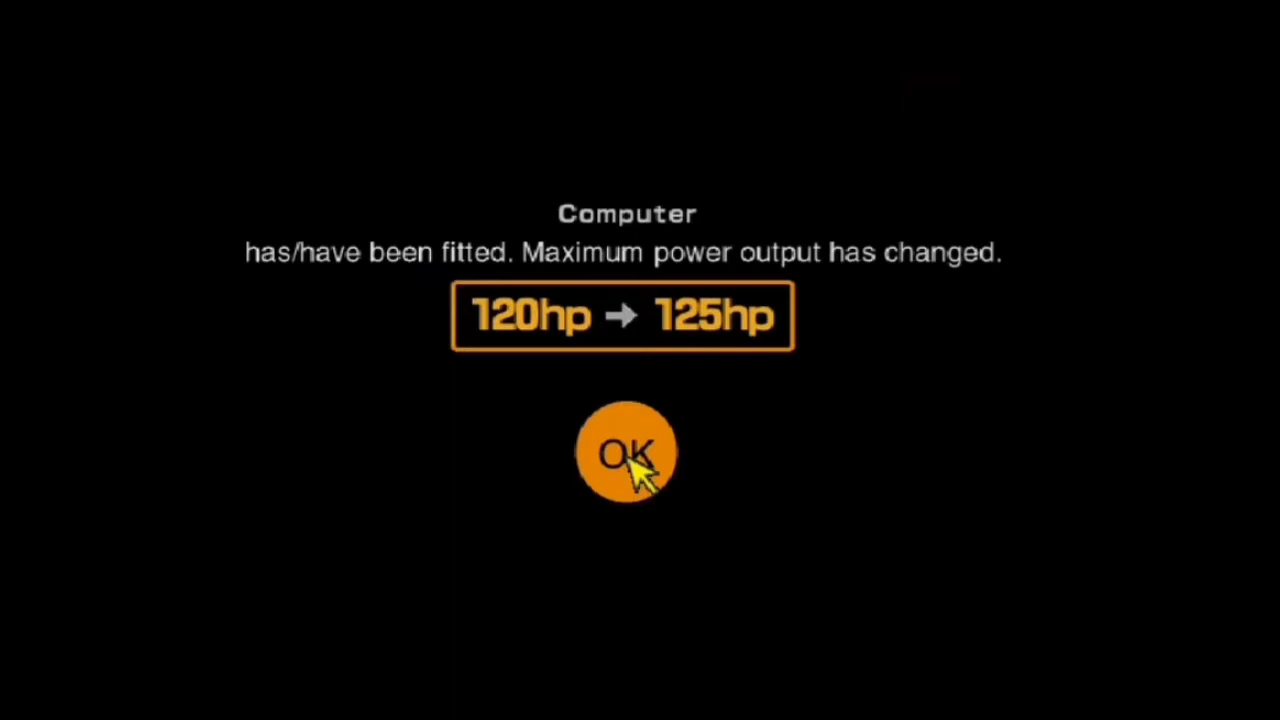 Computer
has/have been fitted. Maximum power output has changed.
120hp → 125hp
OK